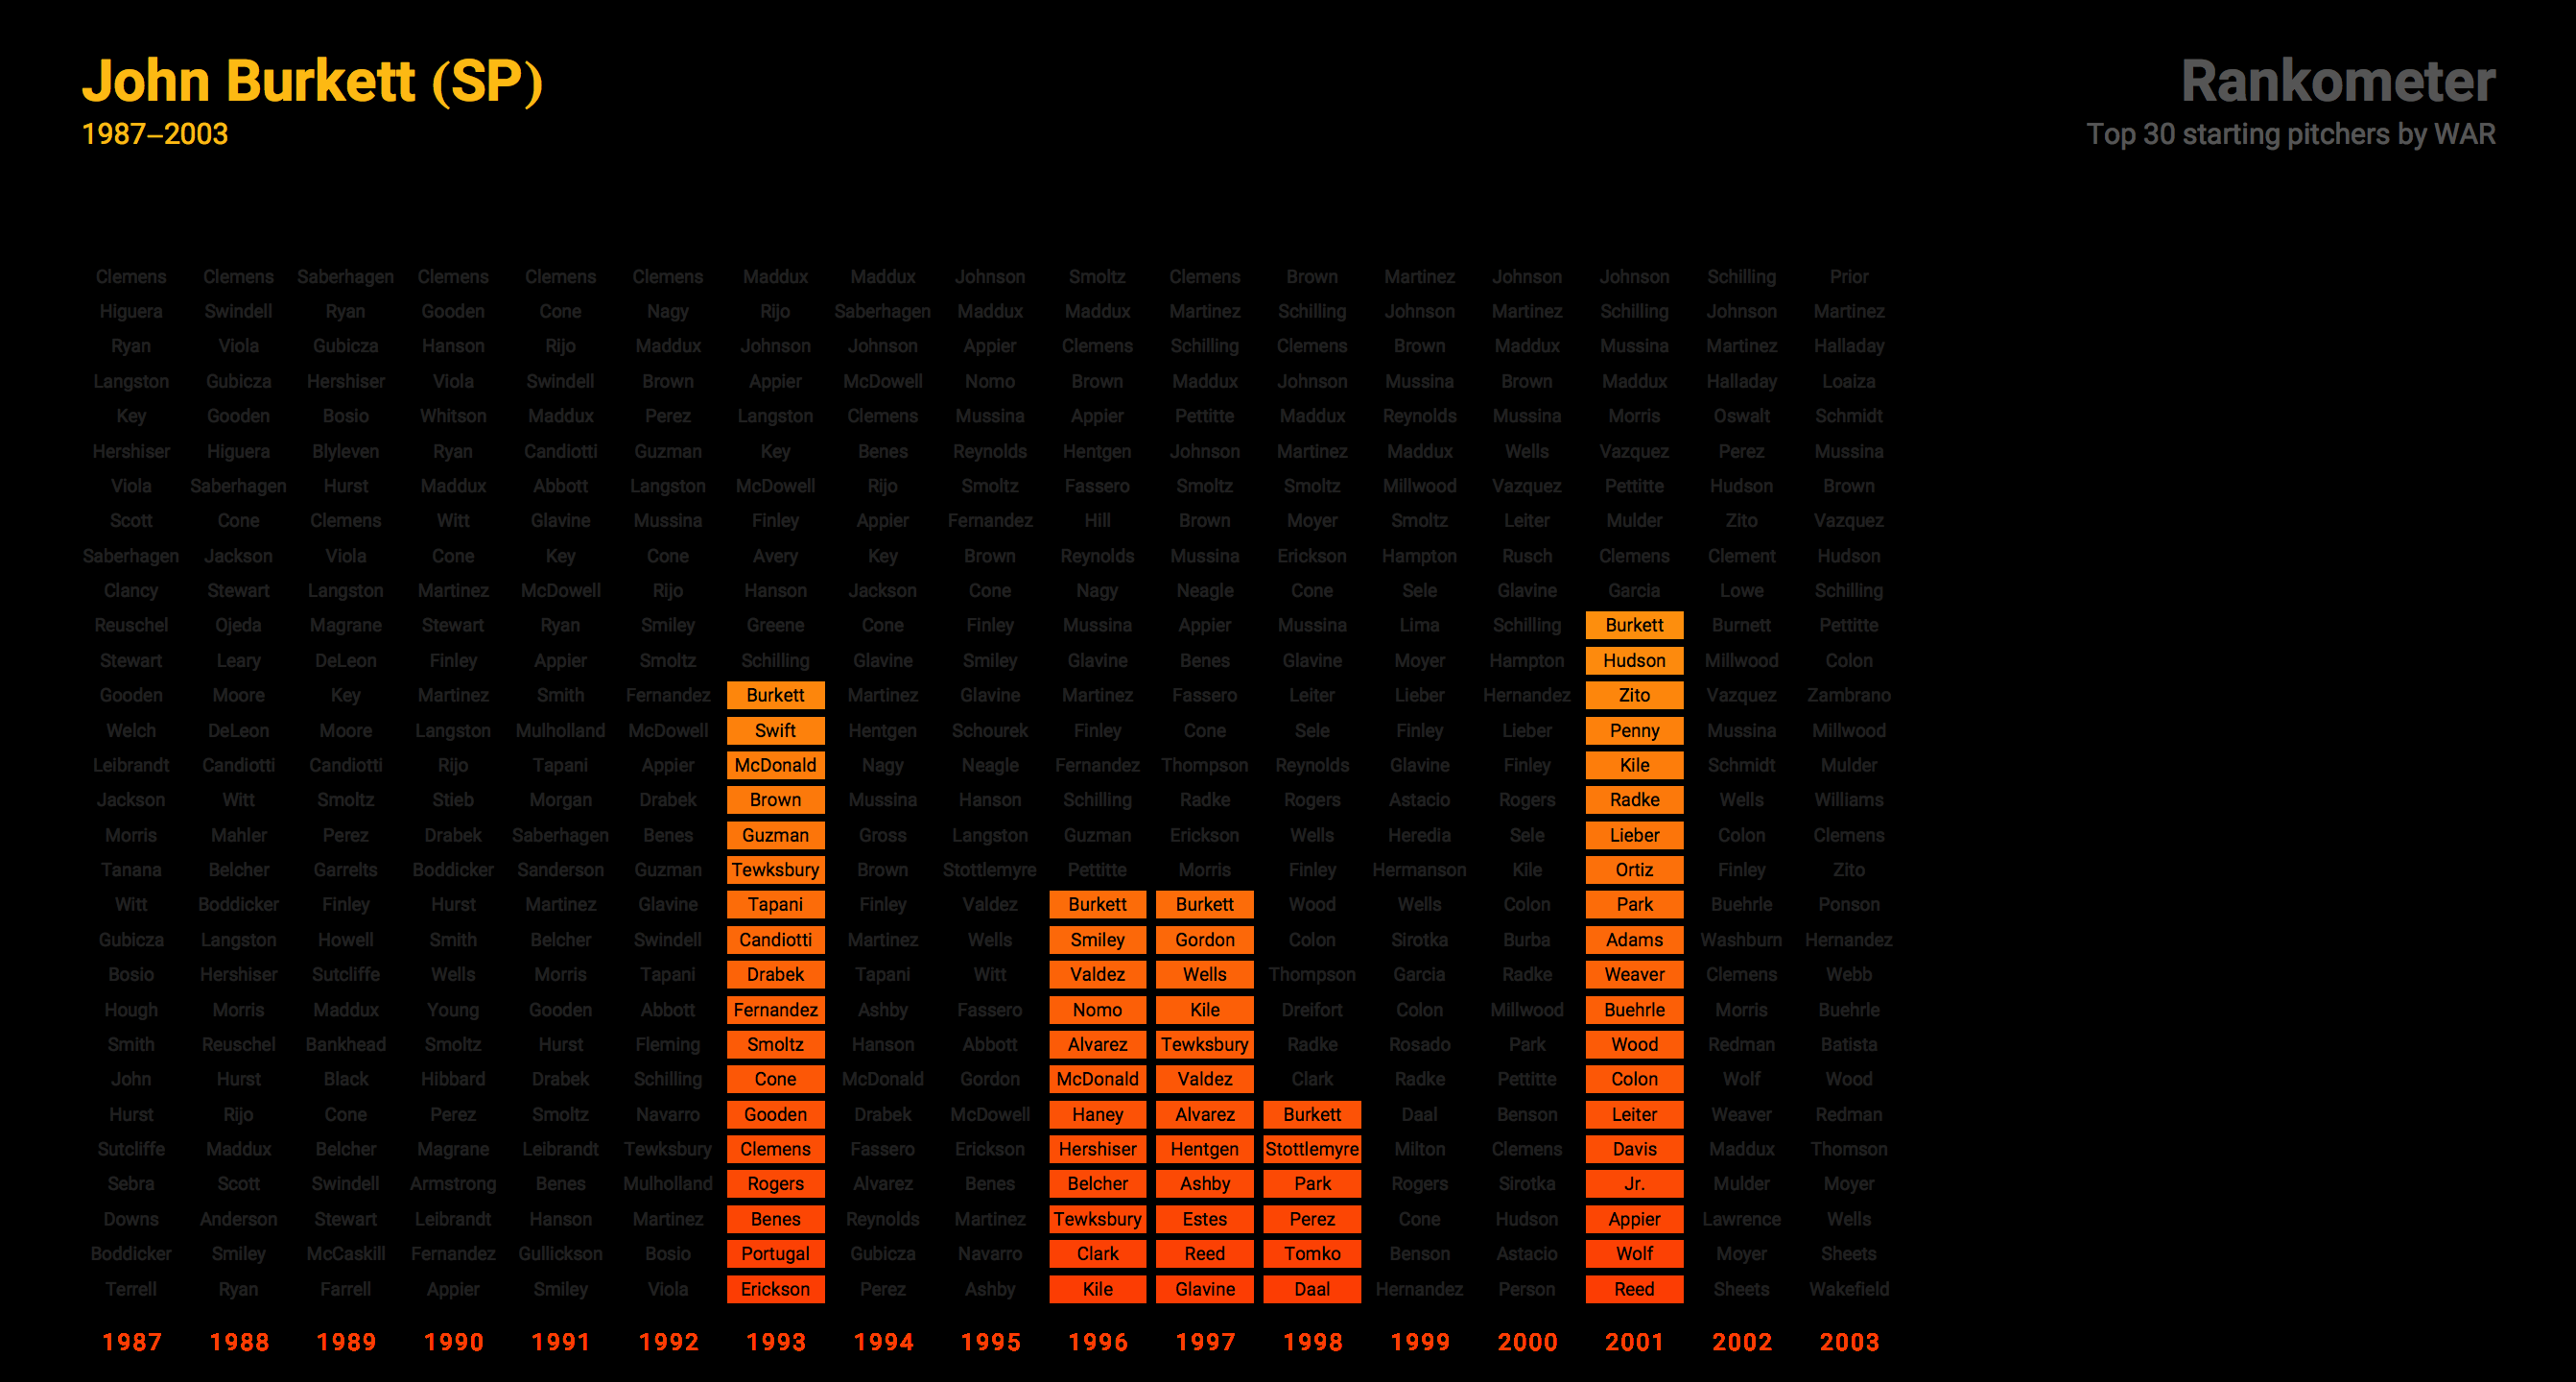 John Burkett (SP)
1987–2003
Rankometer
Top 30 starting pitchers by WAR
Clemens Clemens Saberhagen Clemens Clemens Clemens Maddux Maddux Johnson Smoltz Clemens Brown Martinez Johnson Johnson Schilling Prior
Higuera Swindell Ryan Gooden Cone Nagy Rijo Saberhagen Maddux Maddux Martinez Schilling Johnson Martinez Schilling Johnson Martinez
Ryan Viola Gubicza Hanson Rijo Maddux Johnson Johnson Appier Clemens Schilling Clemens Brown Maddux Mussina Martinez Halladay
Langston Gubicza Hershiser Viola Swindell Brown Appier McDowell Nomo Brown Maddux Johnson Mussina Brown Maddux Halladay Loaiza
Key Gooden Bosio Whitson Maddux Perez Langston Clemens Mussina Appier Pettitte Maddux Reynolds Mussina Morris Oswalt Schmidt
Hershiser Higuera Blyleven Ryan Candiotti Guzman Key Benes Reynolds Hentgen Johnson Martinez Maddux Wells Vazquez Perez Mussina
Viola Saberhagen Hurst Maddux Abbott Langston McDowell Rijo Smoltz Fassero Smoltz Smoltz Millwood Vazquez Pettitte Hudson Brown
Scott Cone Clemens Witt Glavine Mussina Finley Appier Fernandez Hill Brown Moyer Smoltz Leiter Mulder Zito Vazquez
Saberhagen Jackson Viola Cone Key Cone Avery Key Brown Reynolds Mussina Erickson Hampton Rusch Clemens Clement Hudson
Clancy Stewart Langston Martinez McDowell Rijo Hanson Jackson Cone Nagy Neagle Cone Sele Glavine Garcia Lowe Schilling
Reuschel Ojeda Magrane Stewart Ryan Smiley Greene Cone Finley Mussina Appier Mussina Lima Schilling Burkett Burnett Pettitte
Stewart Leary DeLeon Finley Appier Smoltz Schilling Glavine Smiley Glavine Benes Glavine Moyer Hampton Hudson Millwood Colon
Gooden Moore Key Martinez Smith Fernandez Burkett Martinez Glavine Martinez Fassero Leiter Lieber Hernandez Zito Vazquez Zambrano
Welch DeLeon Moore Langston Mulholland McDowell Swift Hentgen Schourek Finley Cone Sele Finley Lieber Penny Mussina Millwood
Leibrandt Candiotti Candiotti Rijo Tapani Appier McDonald Nagy Neagle Fernandez Thompson Reynolds Glavine Finley Kile Schmidt Mulder
Jackson Witt Smoltz Stieb Morgan Drabek Brown Mussina Hanson Schilling Radke Rogers Astacio Rogers Radke Wells Williams
Morris Mahler Perez Drabek Saberhagen Benes Guzman Gross Langston Guzman Erickson Wells Heredia Sele Lieber Colon Clemens
Tanana Belcher Garrelts Boddicker Sanderson Guzman Tewksbury Brown Stottlemyre Pettitte Morris Finley Hermanson Kile Ortiz Finley Zito
Witt Boddicker Finley Hurst Martinez Glavine Tapani Finley Valdez Burkett Burkett Wood Wells Colon Park Buehrle Ponson
Gubicza Langston Howell Smith Belcher Swindell Candiotti Martinez Wells Smiley Gordon Colon Sirotka Burba Adams Washburn Hernandez
Bosio Hershiser Sutcliffe Wells Morris Tapani Drabek Tapani Witt Valdez Wells Thompson Garcia Radke Weaver Clemens Webb
Hough Morris Maddux Young Gooden Abbott Fernandez Ashby Fassero Nomo Kile Dreifort Colon Millwood Buehrle Morris Buehrle
Smith Reuschel Bankhead Smoltz Hurst Fleming Smoltz Hanson Abbott Alvarez Tewksbury Radke Rosado Park Wood Redman Batista
John Hurst Black Hibbard Drabek Schilling Cone McDonald Gordon McDonald Valdez Clark Radke Pettitte Colon Wolf Wood
Hurst Rijo Cone Perez Smoltz Navarro Gooden Drabek McDowell Haney Alvarez Burkett Daal Benson Leiter Weaver Redman
Sutcliffe Maddux Belcher Magrane Leibrandt Tewksbury Clemens Fassero Erickson Hershiser Hentgen Stottlemyre Milton Clemens Davis Maddux Thomson
Sebra Scott Swindell Armstrong Benes Mulholland Rogers Alvarez Benes Belcher Ashby Park Rogers Sirotka Jr. Mulder Moyer
Downs Anderson Stewart Leibrandt Hanson Martinez Benes Reynolds Martinez Tewksbury Estes Perez Cone Hudson Appier Lawrence Wells
Boddicker Smiley McCaskill Fernandez Gullickson Bosio Portugal Gubicza Navarro Clark Reed Tomko Benson Astacio Wolf Moyer Sheets
Terrell Ryan Farrell Appier Smiley Viola Erickson Perez Ashby Kile Glavine Daal Hernandez Person Reed Sheets Wakefield
1987 1988 1989 1990 1991 1992 1993 1994 1995 1996 1997 1998 1999 2000 2001 2002 2003